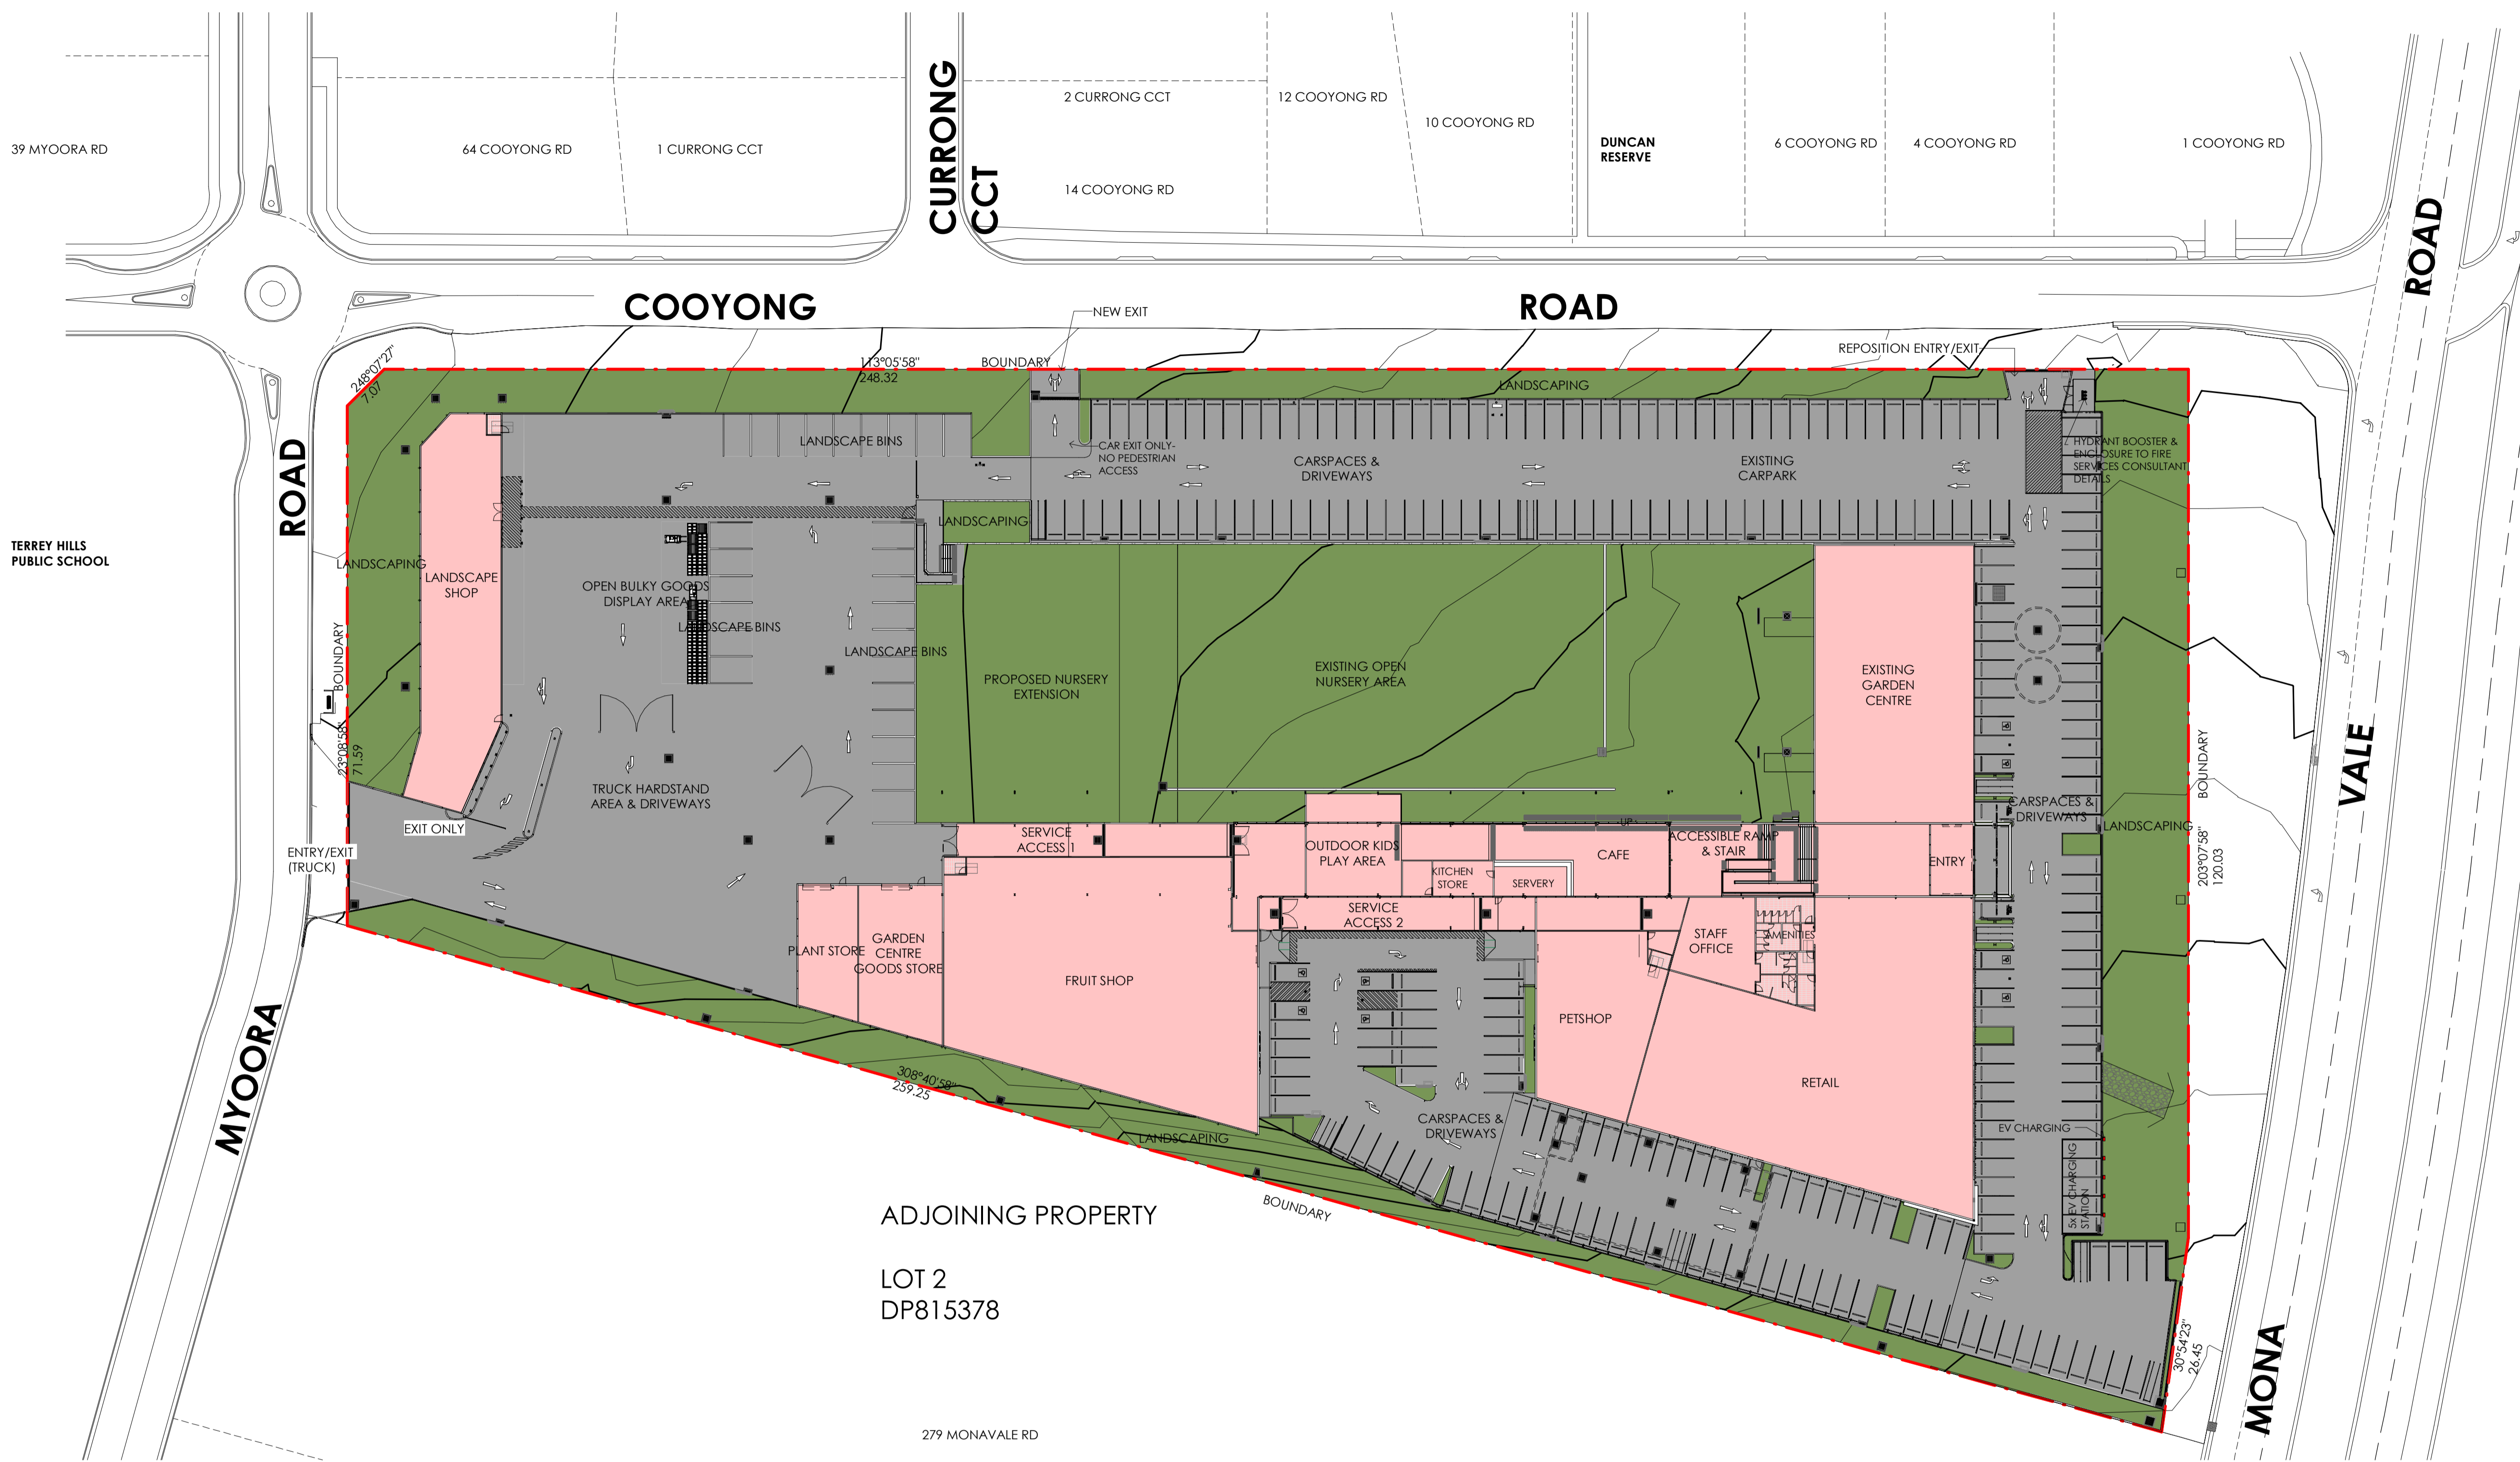 CURRONG
CCT
2 CURRONG CCT
12 COOYONG RD
10 COOYONG RD
39 MYOORA RD
64 COOYONG RD
1 CURRONG CCT
DUNCAN
RESERVE
6 COOYONG RD
4 COOYONG RD
1 COOYONG RD
14 COOYONG RD
ROAD
COOYONG
ROAD
NEW EXIT
248°07'27"
7.07
113°05'58"
248.32
BOUNDARY
REPOSITION ENTRY/EXIT
LANDSCAPING
LANDSCAPE BINS
CAR EXIT ONLY-
NO PEDESTRIAN
ACCESS
CARSPACES &
DRIVEWAYS
EXISTING
CARPARK
HYDRANT BOOSTER &
ENCLOSURE TO FIRE
SERVICES CONSULTANT
DETAILS
ROAD
LANDSCAPING
TERREY HILLS
PUBLIC SCHOOL
LANDSCAPING
LANDSCAPE
SHOP
OPEN BULKY GOODS
DISPLAY AREA
LANDSCAPE BINS
LANDSCAPE BINS
BOUNDARY
PROPOSED NURSERY
EXTENSION
EXISTING OPEN
NURSERY AREA
EXISTING
GARDEN
CENTRE
23°08'58"
71.59
BOUNDARY
VALE
TRUCK HARDSTAND
AREA & DRIVEWAYS
CARSPACES &
DRIVEWAYS
LANDSCAPING
EXIT ONLY
ENTRY/EXIT
(TRUCK)
SERVICE
ACCESS 1
UP
OUTDOOR KIDS
PLAY AREA
CAFE
ACCESSIBLE RAMP
& STAIR
ENTRY
203°07'58"
120.03
KITCHEN
STORE
SERVERY
SERVICE
ACCESS 2
STAFF
OFFICE
AMENITIES
PLANT STORE
GARDEN
CENTRE
GOODS STORE
FRUIT SHOP
PETSHOP
RETAIL
MYOORA
308°40'58"
259.25
LANDSCAPING
CARSPACES &
DRIVEWAYS
EV CHARGING
5x EV CHARGING
STATION
BOUNDARY
ADJOINING PROPERTY
LOT 2
DP815378
30°54'23"
26.45
MONA
279 MONAVALE RD